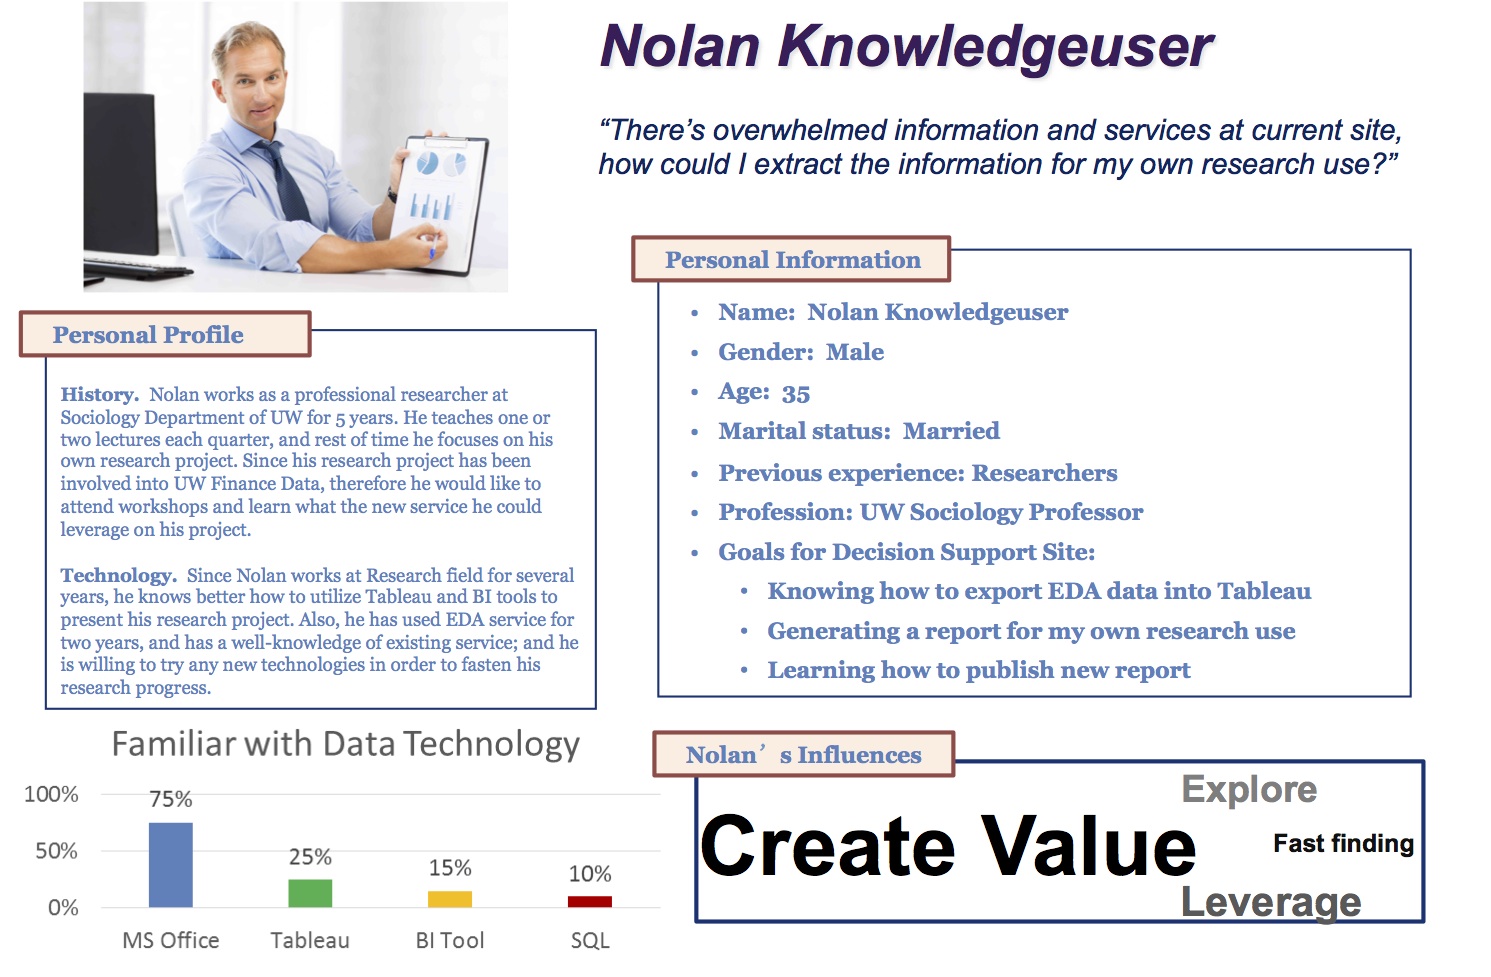 Nolan Knowledgeuser
“There’s overwhelmed information and services at current site,
how could I extract the information for my own research use?”
Personal Information
• Name:  Nolan Knowledgeuser
• Gender:  Male
• Age:  35
• Marital status:  Married
• Previous experience: Researchers
• Profession: UW Sociology Professor
• Goals for Decision Support Site:
• Knowing how to export EDA data into Tableau
• Generating a report for my own research use
• Learning how to publish new report
Personal Profile
History.  Nolan works as a professional researcher at
Sociology Department of UW for 5 years. He teaches one or
two lectures each quarter, and rest of time he focuses on his
own research project. Since his research project has been
involved into UW Finance Data, therefore he would like to
attend workshops and learn what the new service he could
leverage on his project.
Technology.  Since Nolan works at Research field for several
years, he knows better how to utilize Tableau and BI tools to
present his research project. Also, he has used EDA service for
two years, and has a well-knowledge of existing service; and he
is willing to try any new technologies in order to fasten his
research progress.
Familiar with Data Technology
100%
50%
0%
75%
25%
15%
10%
MS Office
Tableau
BI Tool
SQL
Nolan’ s Influences
Explore
Create Value
Fast finding
Leverage